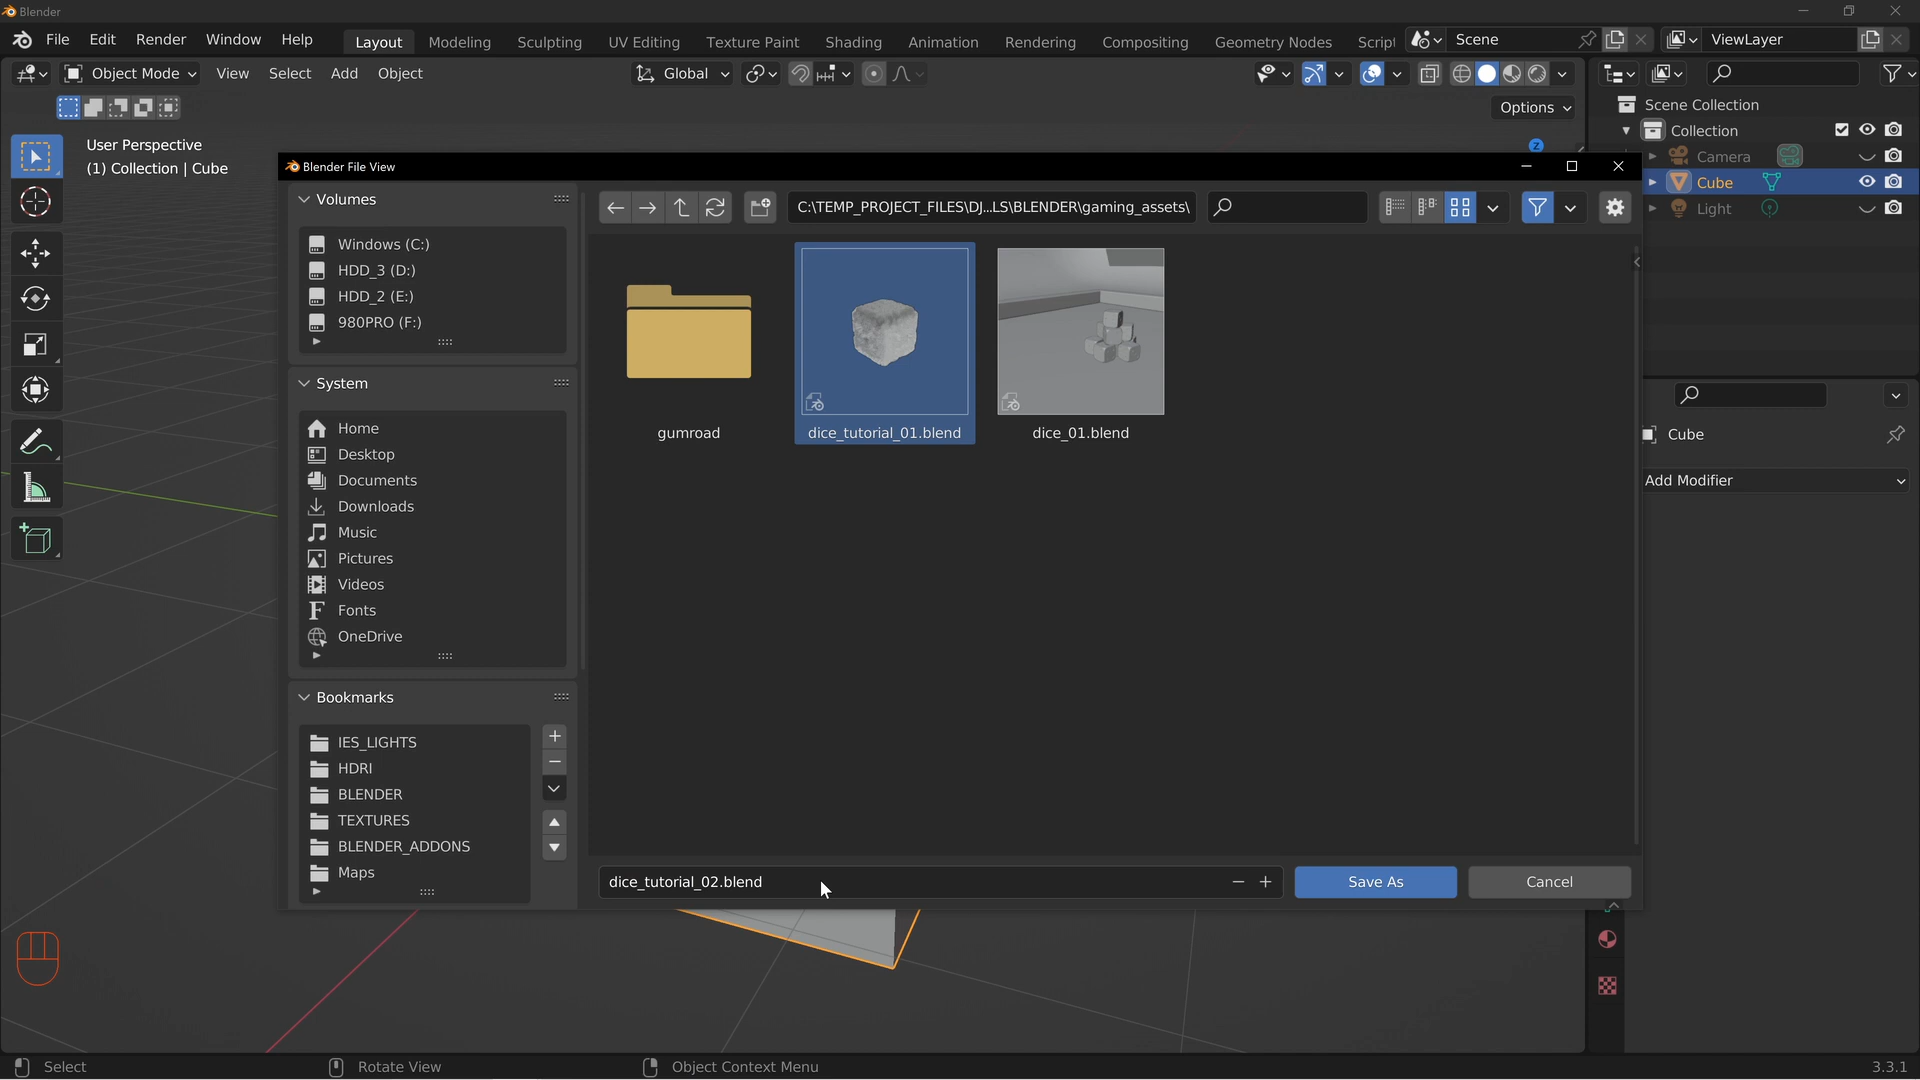 Blender
File Edit Render Window Help Layout Modeling Sculpting UV Editing Texture Paint Shading Animation Rendering Compositing Geometry Nodes Script Scene ViewLayer
Object Mode View Select Add Object Global
Options
User Perspective
(1) Collection | Cube
Z
Scene Collection
Collection
Camera
Cube
Light
Blender File View
Volumes
Windows (C:)
HDD_3 (D:)
HDD_2 (E:)
980PRO (F:)
System
Home
Desktop
Documents
Downloads
Music
Pictures
Videos
Fonts
OneDrive
Bookmarks
IES_LIGHTS
HDRI
BLENDER
TEXTURES
BLENDER_ADDONS
Maps
C:\TEMP_PROJECT_FILES\DJ...LS\BLENDER\gaming_assets\
gumroad
dice_tutorial_01.blend
dice_01.blend
dice_tutorial_02.blend
Save As
Cancel
Cube
Add Modifier
Select
Rotate View
Object Context Menu
3.3.1